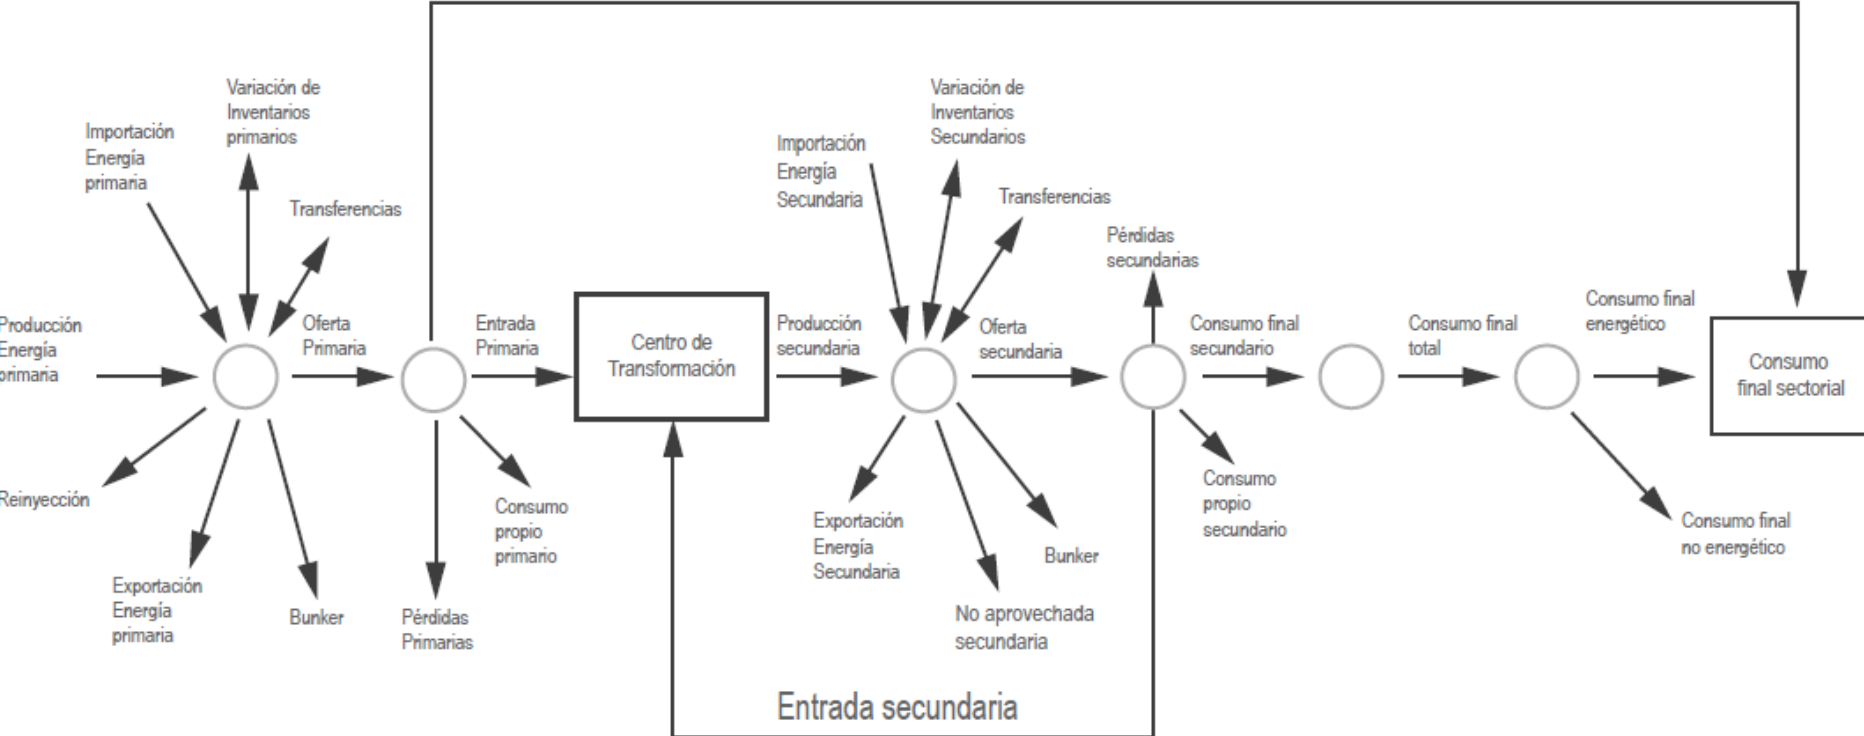 Variación de
Inventarios
primarios
Importación
Energía
primaria
Transferencias
Producción
Energía
primaria
Oferta
Primaria
Entrada
Primaria
Reinyección
Exportación
Energía
primaria
Bunker
Pérdidas
Primarias
Consumo
propio
primario
Centro de
Transformación
Variación de
Inventarios
Secundarios
Importación
Energía
Secundaria
Transferencias
Producción
secundaria
Oferta
secundaria
Pérdidas
secundarias
Exportación
Energía
Secundaria
No aprovechada
secundaria
Bunker
Consumo
propio
secundario
Entrada secundaria
Consumo final
secundario
Consumo final
total
Consumo final
energético
Consumo
final sectorial
Consumo final
no energético